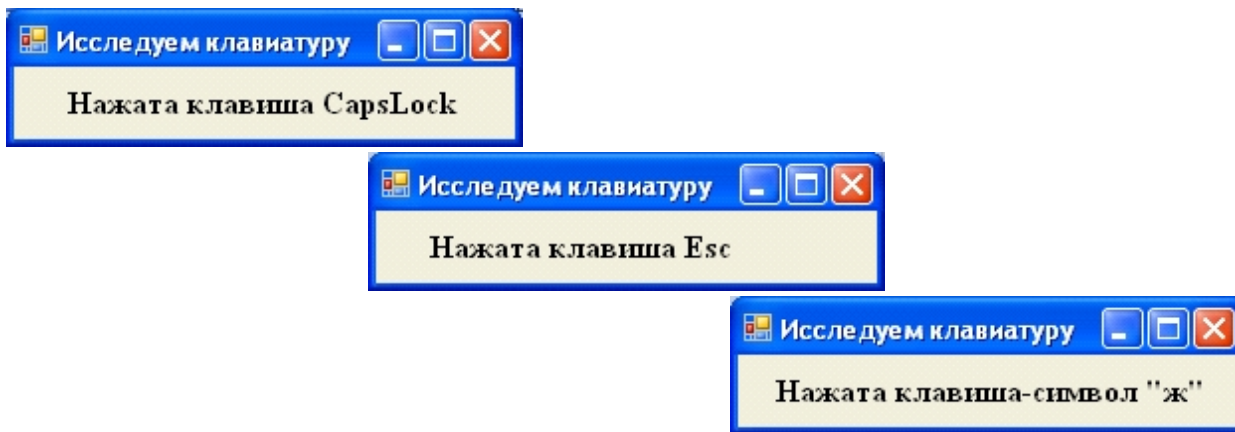 Исследуем клавиатуру
Нажата клавиша CapsLock
Исследуем клавиатуру
Нажата клавиша Esc
Исследуем клавиатуру
Нажата клавиша-символ "ж"